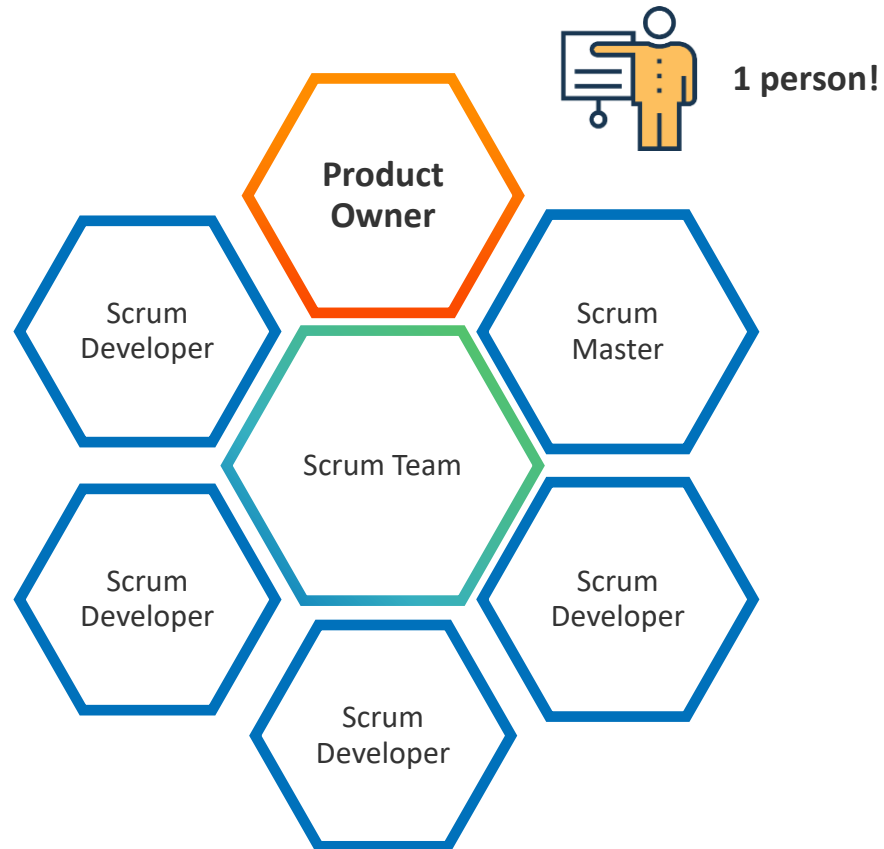 1 person!
Product
Owner
Scrum
Developer
Scrum
Master
Scrum Team
Scrum
Developer
Scrum
Developer
Scrum
Developer